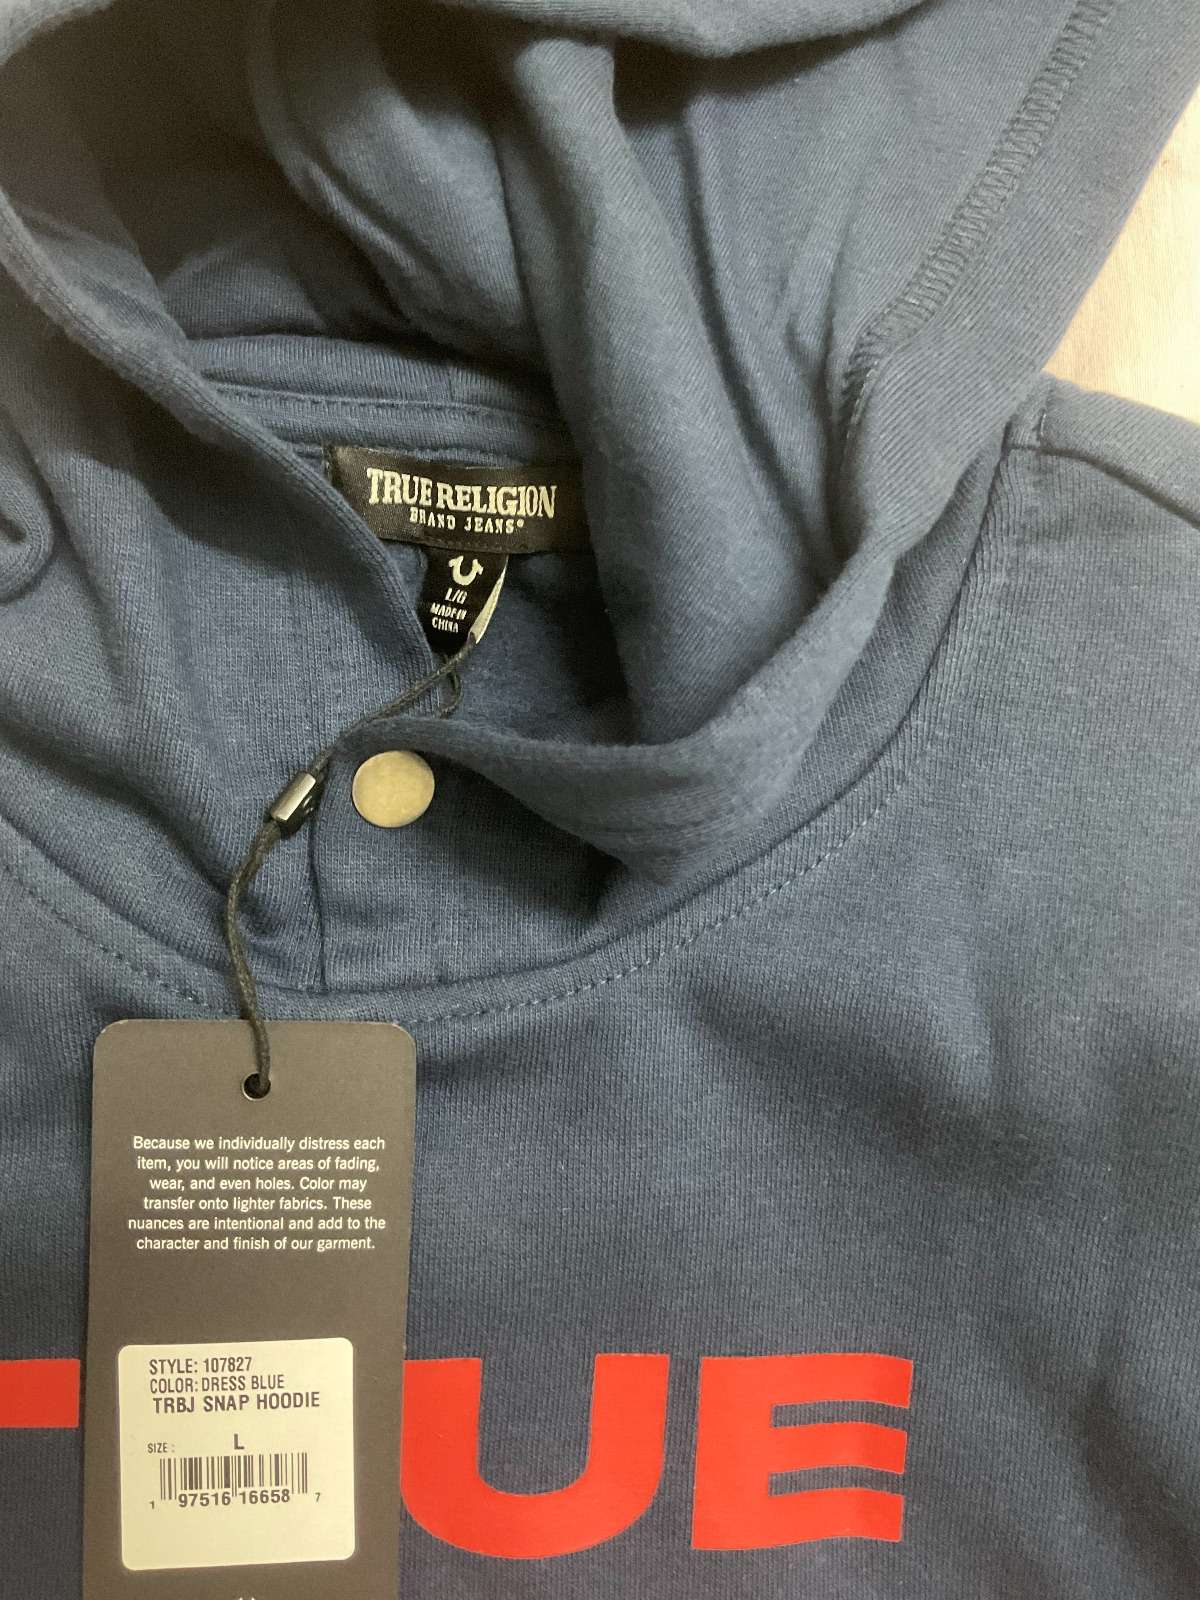 TRUE RELIGION
BRAND JEANS®
L/G
MADE IN
CHINA
Because we individually distress each
item, you will notice areas of fading,
wear, and even holes. Color may
transfer onto lighter fabrics. These
nuances are intentional and add to the
character and finish of our garment.
STYLE: 107827
COLOR: DRESS BLUE
TRBJ SNAP HOODIE
SIZE: L
1 97516 16658 7
UE